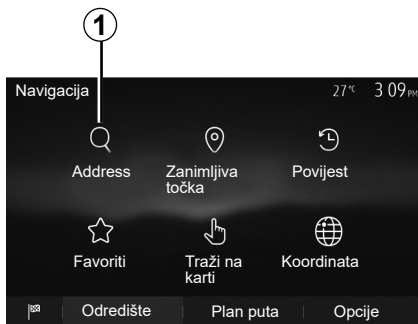 1
Navigacija 27°C 3 09 PM
Address Zanimljiva točka Povijest
Favoriti Traži na karti Koordinata
Odredište Plan puta Opcije